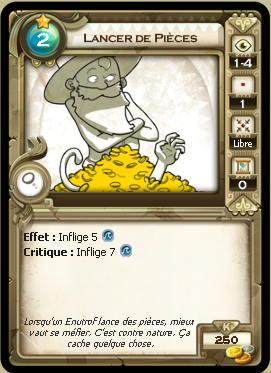 2
LANCER DE PIÈCES
1-4
1
Libre
0
Effet : Inflige 5
Critique : Inflige 7
Lorsqu'un Enutrof lance des pièces, mieux
vaut se méfier. C'est contre nature. Ça
cache quelque chose.
K
250